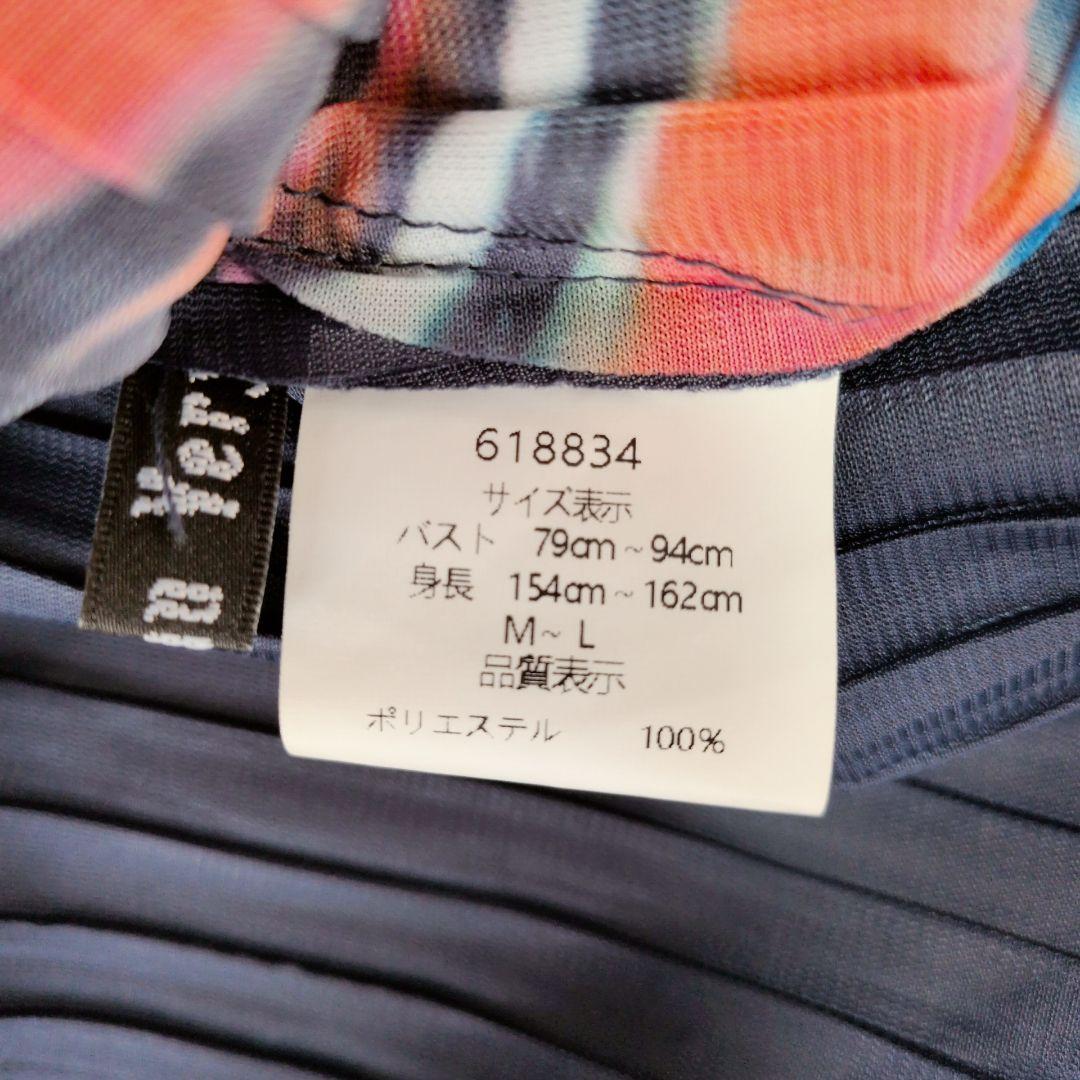 618834
サイズ表示
バスト 79cm~94cm
身長 154cm~162cm
M~L
品質表示
ポリエステル 100%